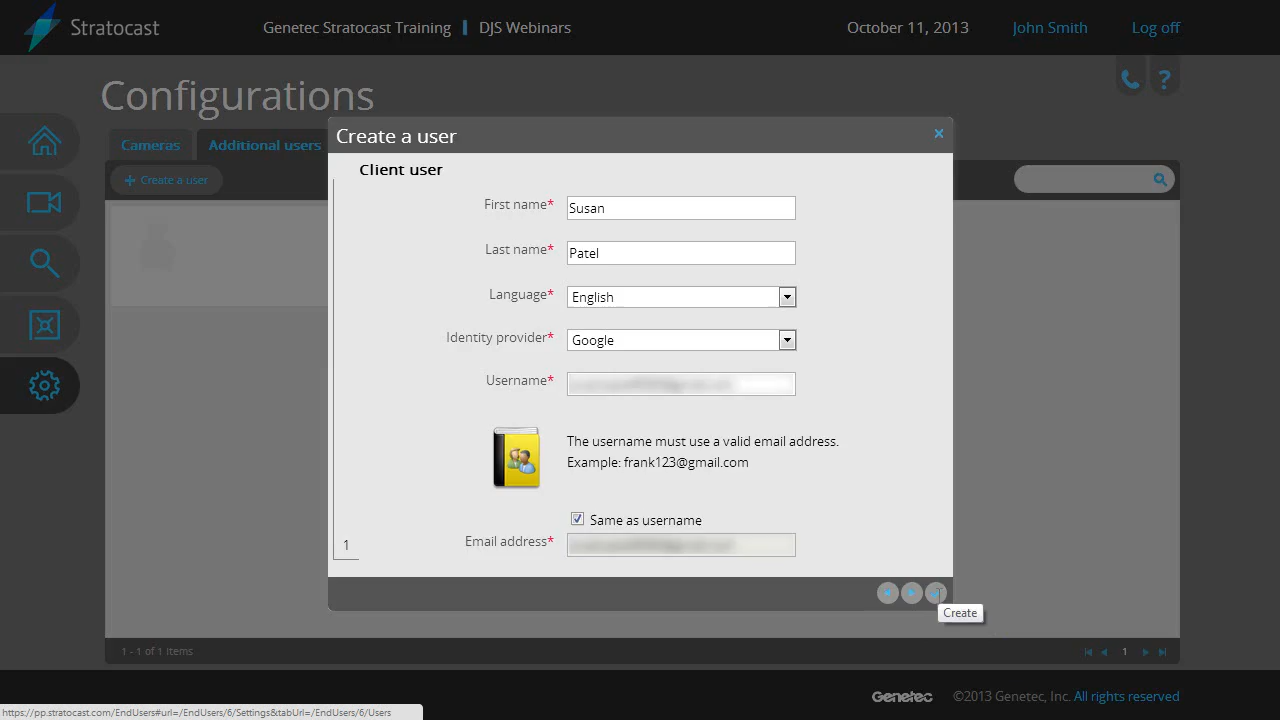 Stratocast
Genetec Stratocast Training | DJS Webinars
October 11, 2013
John Smith
Log off
Configurations
?
Cameras
Additional users
+ Create a user
Create a user
×
Client user
First name*
Susan
Last name*
Patel
Language*
English
Identity provider*
Google
Username*
The username must use a valid email address.
Example: frank123@gmail.com
Same as username
Email address*
1
Create
1 - 1 of 1 Items
1
Genetec
©2013 Genetec, Inc. All rights reserved
https://pp.stratocast.com/EndUsers#url=/EndUsers/6/Settings&tabUrl=/EndUsers/6/Users